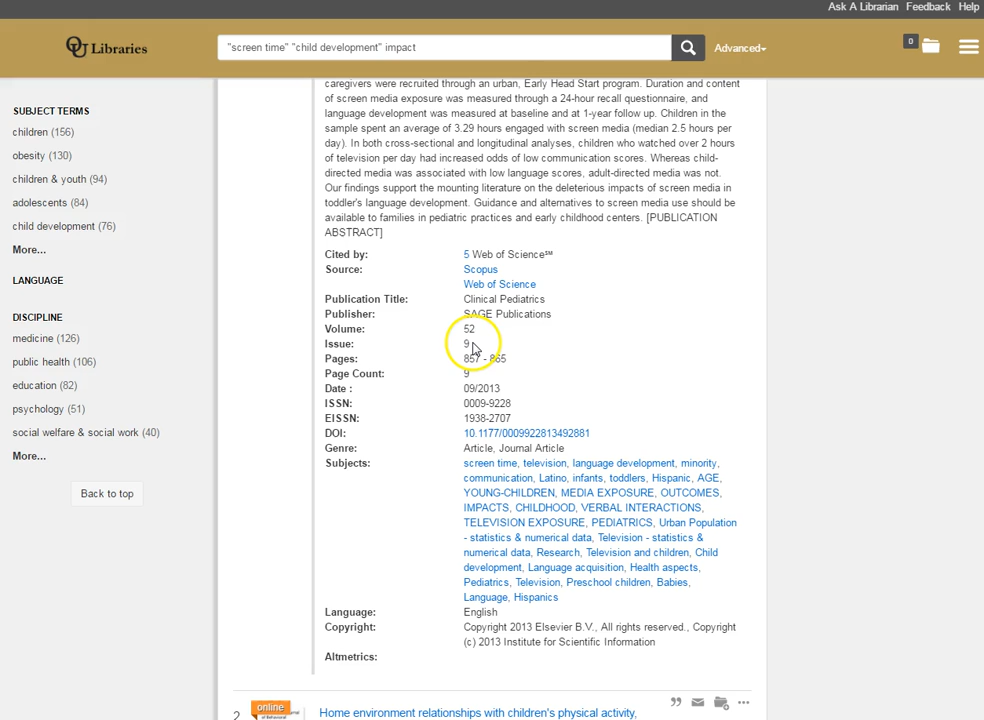 Ask A Librarian Feedback Help
OU Libraries
"screen time" "child development" impact
Advanced
0
SUBJECT TERMS
children (156)
obesity (130)
children & youth (94)
adolescents (84)
child development (76)
More...
LANGUAGE
DISCIPLINE
medicine (126)
public health (106)
education (82)
psychology (51)
social welfare & social work (40)
More...
Back to top
caregivers were recruited through an urban, Early Head Start program. Duration and content
of screen media exposure was measured through a 24-hour recall questionnaire, and
language development was measured at baseline and at 1-year follow up. Children in the
sample spent an average of 3.29 hours engaged with screen media (median 2.5 hours per
day). In both cross-sectional and longitudinal analyses, children who watched over 2 hours
of television per day had increased odds of low communication scores. Whereas child-
directed media was associated with low language scores, adult-directed media was not.
Our findings support the mounting literature on the deleterious impacts of screen media in
toddler's language development. Guidance and alternatives to screen media use should be
available to families in pediatric practices and early childhood centers. [PUBLICATION
ABSTRACT]
Cited by: 5 Web of Science℠
Source: Scopus
Web of Science
Publication Title: Clinical Pediatrics
Publisher: SAGE Publications
Volume: 52
Issue: 9
Pages: 857 - 865
Page Count: 9
Date : 09/2013
ISSN: 0009-9228
EISSN: 1938-2707
DOI: 10.1177/0009922813492881
Genre: Article, Journal Article
Subjects: screen time, television, language development, minority,
communication, Latino, infants, toddlers, Hispanic, AGE,
YOUNG-CHILDREN, MEDIA EXPOSURE, OUTCOMES,
IMPACTS, CHILDHOOD, VERBAL INTERACTIONS,
TELEVISION EXPOSURE, PEDIATRICS, Urban Population
- statistics & numerical data, Television - statistics &
numerical data, Research, Television and children, Child
development, Language acquisition, Health aspects,
Pediatrics, Television, Preschool children, Babies,
Language, Hispanics
Language: English
Copyright: Copyright 2013 Elsevier B.V., All rights reserved., Copyright
(c) 2013 Institute for Scientific Information
Altmetrics:
2
online
Home environment relationships with children's physical activity,